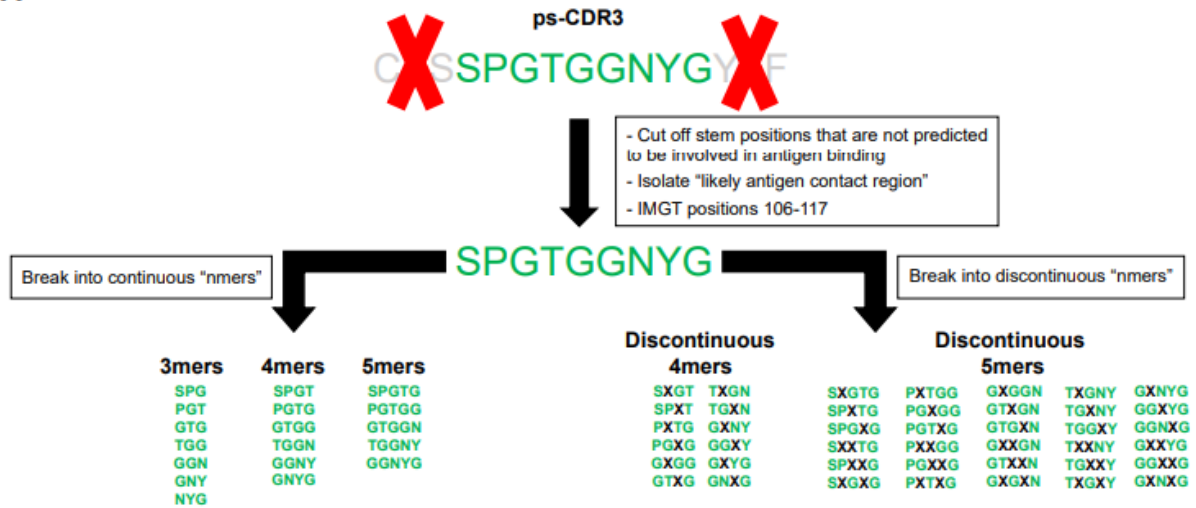 ps-CDR3
C SSPGTGGNYGY F
- Cut off stem positions that are not predicted
to be involved in antigen binding
- Isolate “likely antigen contact region”
- IMGT positions 106-117
SPGTGGNYG
Break into continuous “nmers”
Break into discontinuous “nmers”
3mers
SPG
PGT
GTG
TGG
GGN
GNY
NYG
4mers
SPGT
PGTG
GTGG
TGGN
GGNY
GNYG
5mers
SPGTG
PGTGG
GTGGN
TGGNY
GGNYG
Discontinuous
4mers
SXGT TXGN
SPXT TGXN
PXTG GXNY
PGXG GGXY
GXGG GXYG
GTXG GNXG
Discontinuous
5mers
SXGTG PXTGG GXGGN TXGNY GXNYG
SPXTG PGXGG GTXGN TGXNY GGXYG
SPGXG PGTXG GTGXN TGGXY GGNXG
SXXTG PXXGG GXXGN TXXNY GXXYG
SPXXG PGXXG GTXXN TGXXY GGXXG
SXGXG PXTXG GXGXN TXGXY GXNXG